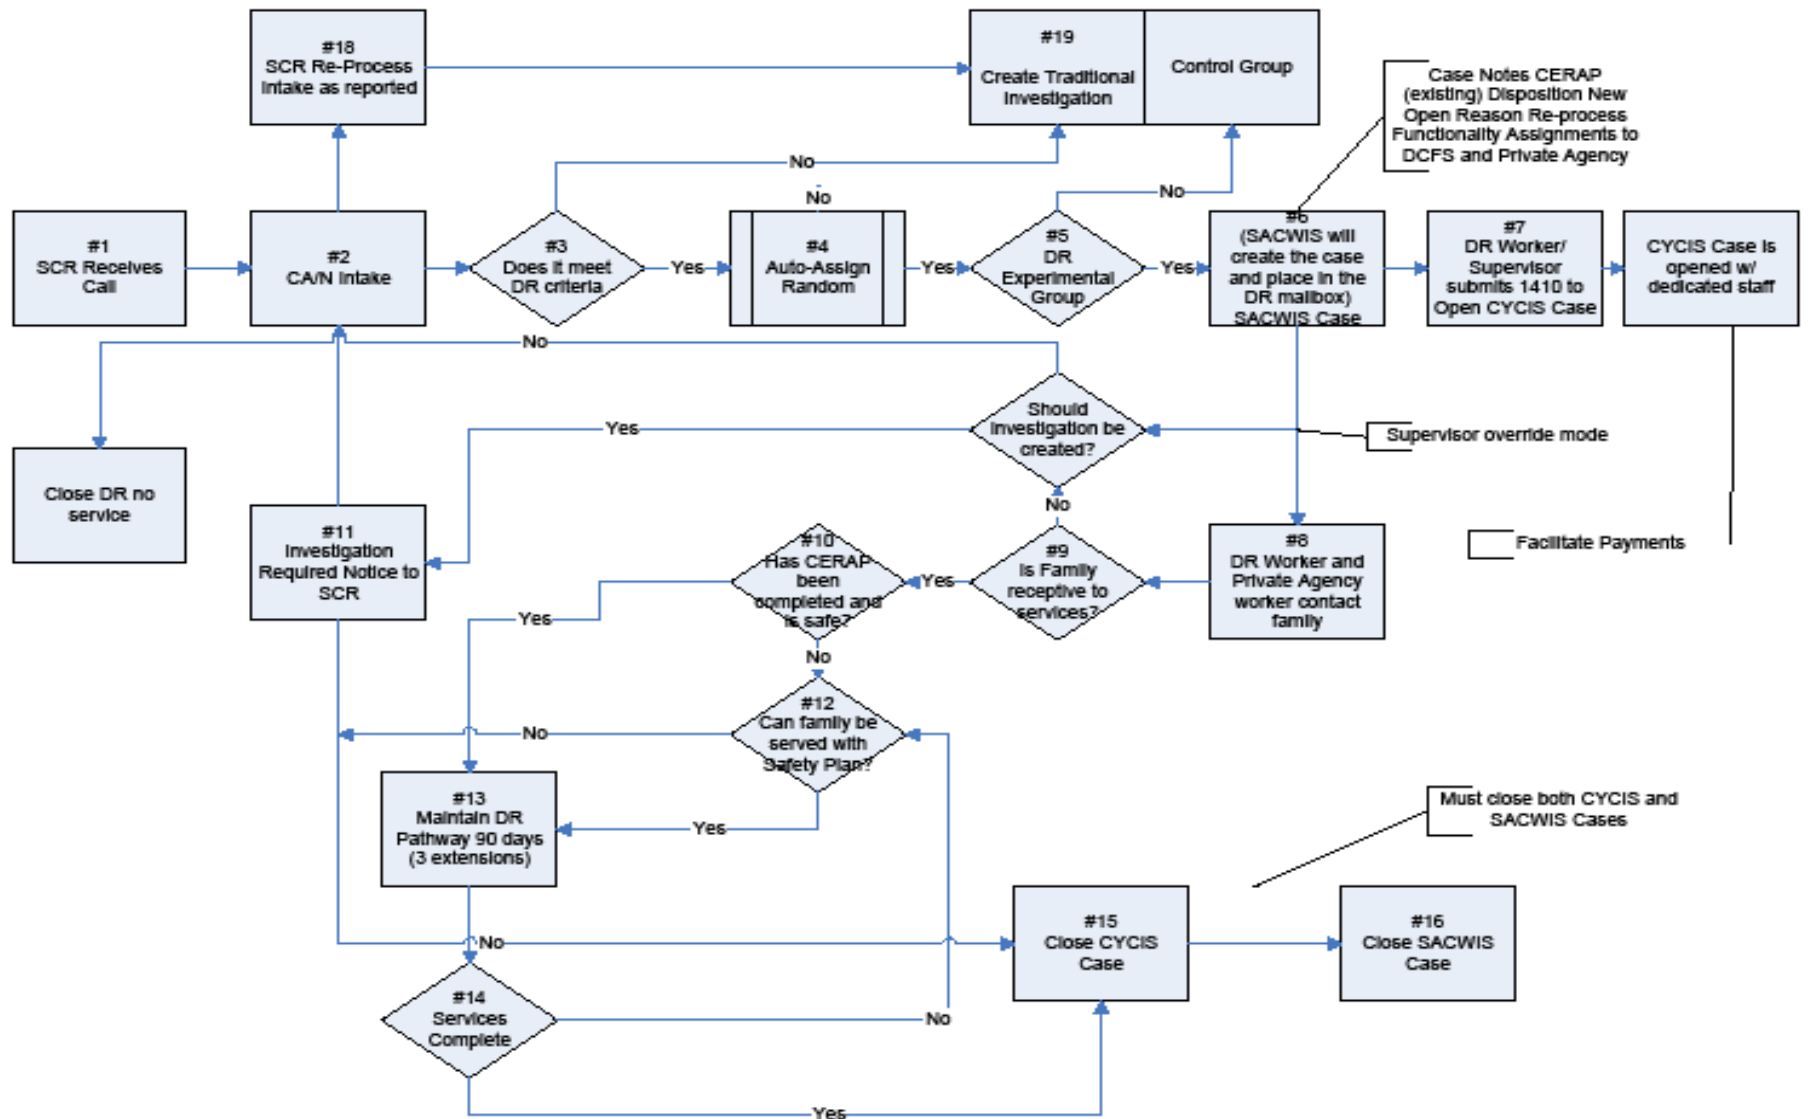 #18
SCR Re-Process
Intake as reported
#19
Create Traditional
Investigation
Control Group
Case Notes CERAP
(existing) Disposition New
Open Reason Re-process
Functionality Assignments to
DCFS and Private Agency
No
No
No
#1
SCR Receives
Call
#2
CA/N Intake
#3
Does it meet
DR criteria
Yes
#4
Auto-Assign
Random
Yes
#5
DR
Experimental
Group
Yes
#6
(SACWIS will
create the case
and place in the
DR mailbox)
SACWIS Case
#7
DR Worker/
Supervisor
submits 1410 to
Open CYCIS Case
CYCIS Case is
opened w/
dedicated staff
No
Should
Investigation be
created?
Yes
Supervisor override mode
Close DR no
service
#11
Investigation
Required Notice to
SCR
No
#10
Has CERAP
been
completed and
is safe?
Yes
#9
Is Family
receptive to
services?
#8
DR Worker and
Private Agency
worker contact
family
Facilitate Payments
Yes
No
#12
Can family be
served with
Safety Plan?
No
#13
Maintain DR
Pathway 90 days
(3 extensions)
Yes
Must close both CYCIS and
SACWIS Cases
No
#15
Close CYCIS
Case
#16
Close SACWIS
Case
#14
Services
Complete
No
Yes